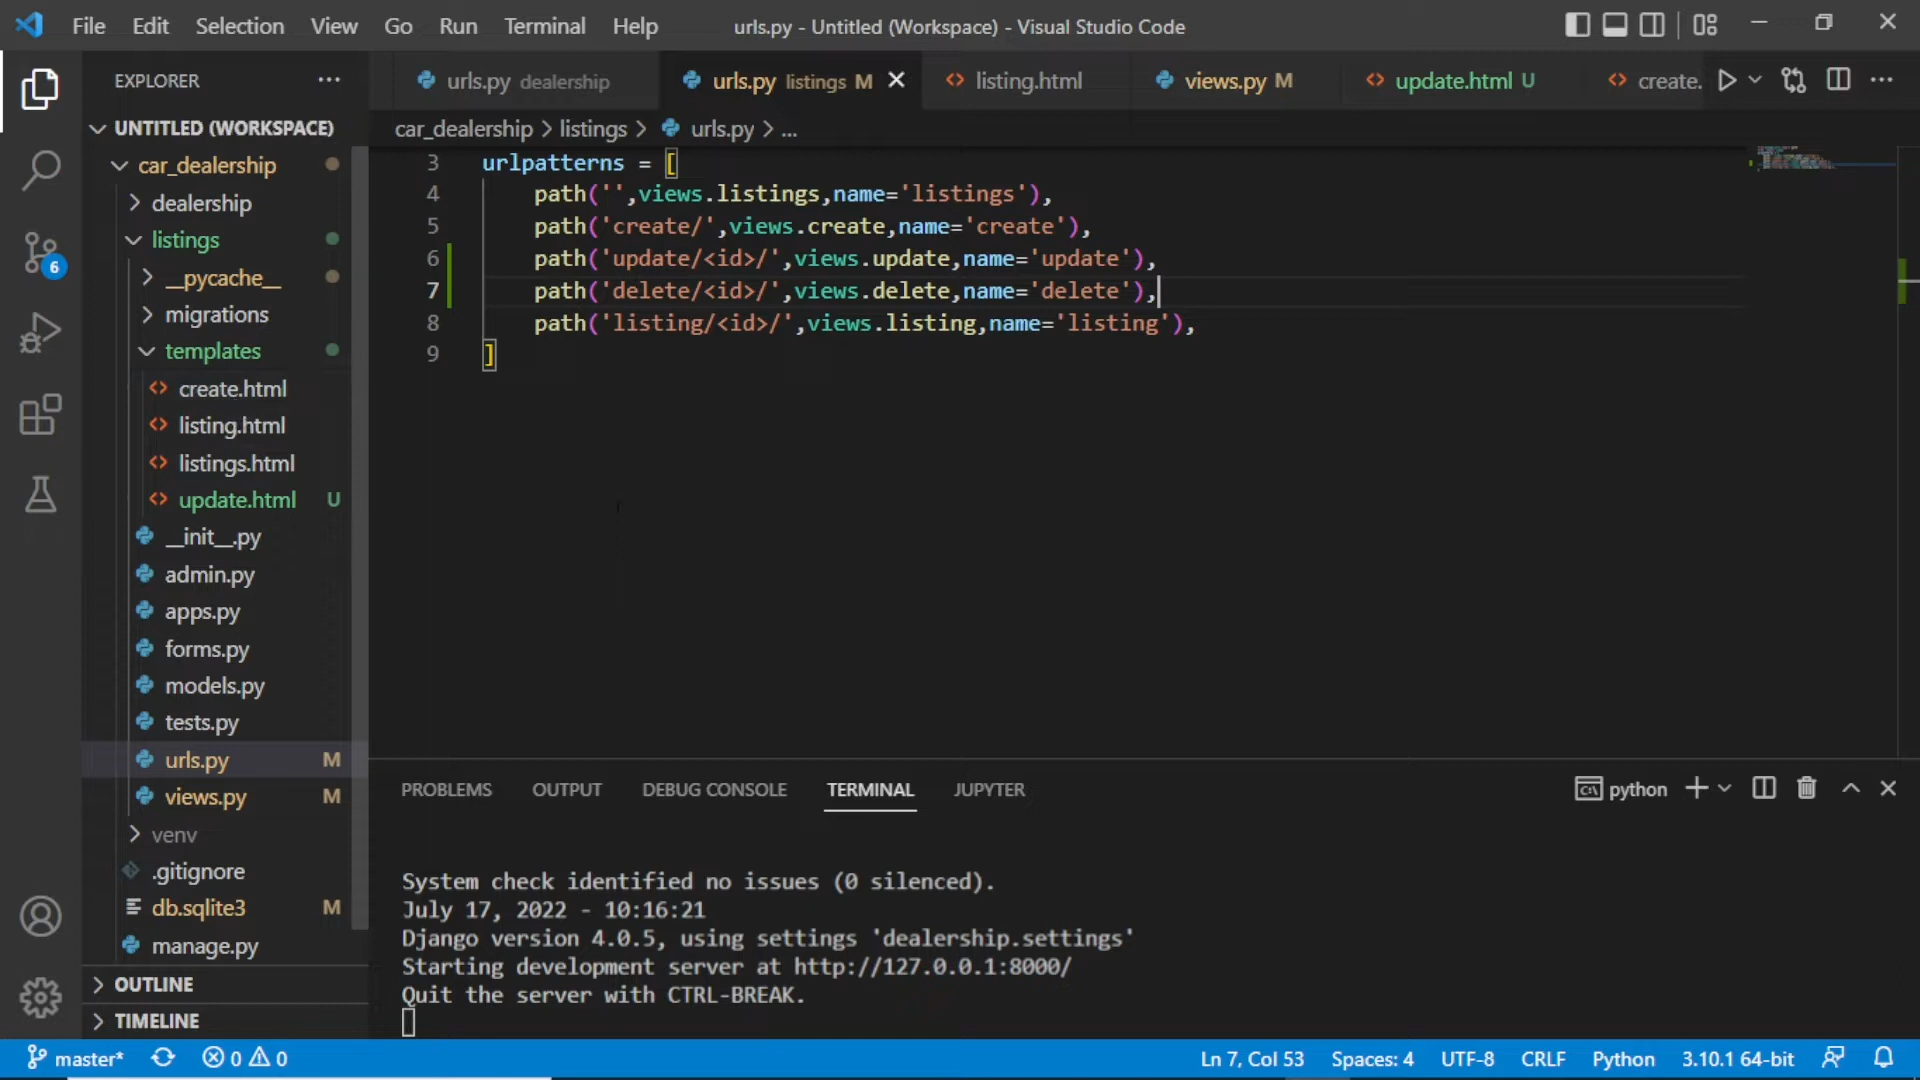 File Edit Selection View Go Run Terminal Help urls.py - Untitled (Workspace) - Visual Studio Code
EXPLORER
urls.py dealership urls.py listings M listing.html views.py M update.html U create.
car_dealership > listings > urls.py > ...
UNTITLED (WORKSPACE)
car_dealership
dealership
listings
__pycache__
migrations
templates
create.html
listing.html
listings.html
update.html U
__init__.py
admin.py
apps.py
forms.py
models.py
tests.py
urls.py M
views.py M
venv
.gitignore
db.sqlite3 M
manage.py
OUTLINE
TIMELINE
6
3 urlpatterns = [
4 path('',views.listings,name='listings'),
5 path('create/',views.create,name='create'),
6 path('update/<id>/',views.update,name='update'),
7 path('delete/<id>/',views.delete,name='delete'),
8 path('listing/<id>/',views.listing,name='listing'),
9 ]
PROBLEMS OUTPUT DEBUG CONSOLE TERMINAL JUPYTER python
System check identified no issues (0 silenced).
July 17, 2022 - 10:16:21
Django version 4.0.5, using settings 'dealership.settings'
Starting development server at http://127.0.0.1:8000/
Quit the server with CTRL-BREAK.
master* 0 0 Ln 7, Col 53 Spaces: 4 UTF-8 CRLF Python 3.10.1 64-bit